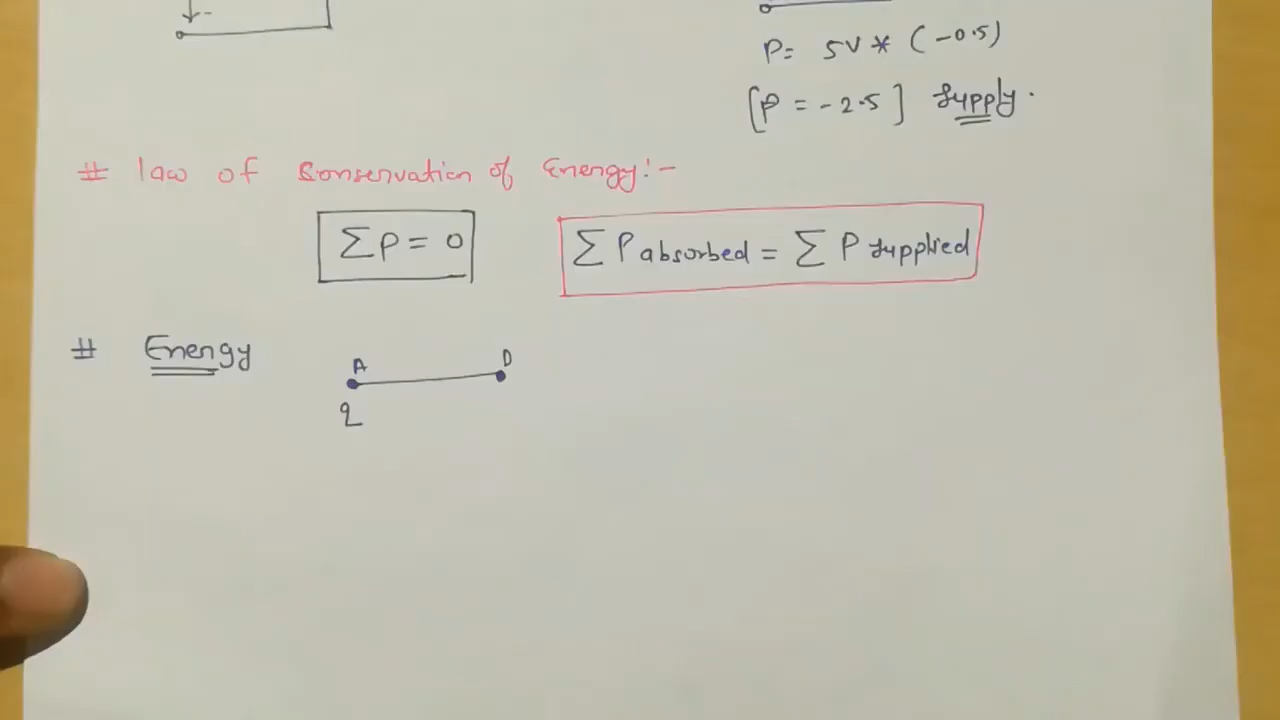 ↓-
P= 5V * (-0.5)
[P = -2.5] supply.
# law of Conservation of Energy:-
ΣP = 0
ΣP absorbed = ΣP supplied
# Energy
A D
q